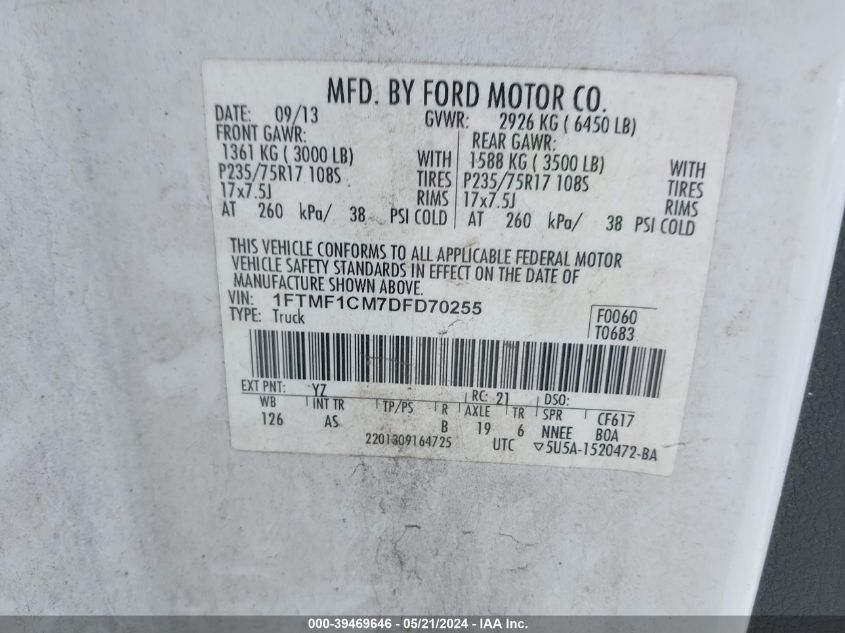 MFD. BY FORD MOTOR CO.
DATE: 09/13 GVWR: 2926 KG ( 6450 LB)
FRONT GAWR: REAR GAWR:
1361 KG ( 3000 LB) WITH 1588 KG ( 3500 LB) WITH
P235/75R17 108S TIRES P235/75R17 108S TIRES
17x7.5J RIMS 17x7.5J RIMS
AT 260 kPa/ 38 PSI COLD AT 260 kPa/ 38 PSI COLD
THIS VEHICLE CONFORMS TO ALL APPLICABLE FEDERAL MOTOR
VEHICLE SAFETY STANDARDS IN EFFECT ON THE DATE OF
MANUFACTURE SHOWN ABOVE.
VIN: 1FTMF1CM7DFD70255 F0060
TYPE: Truck T0683
EXT PNT: YZ RC: 21 DSO:
WB INT TR TP/PS R AXLE TR SPR CF617
126 AS B 19 6 NNEE BOA
2201309164725 UTC ▽5U5A-1520472-BA
000-39469646 / 05/21/2024 / IAA Inc.